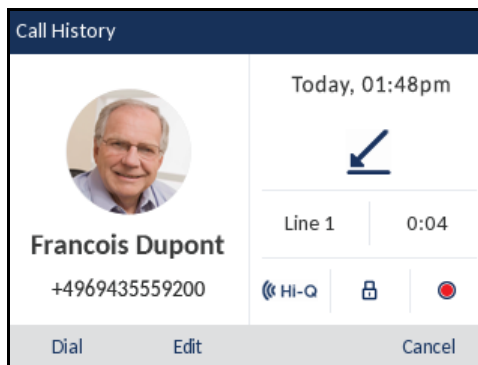 Call History
Today, 01:48pm
Line 1
0:04
Francois Dupont
+4969435559200
Hi-Q
Dial
Edit
Cancel